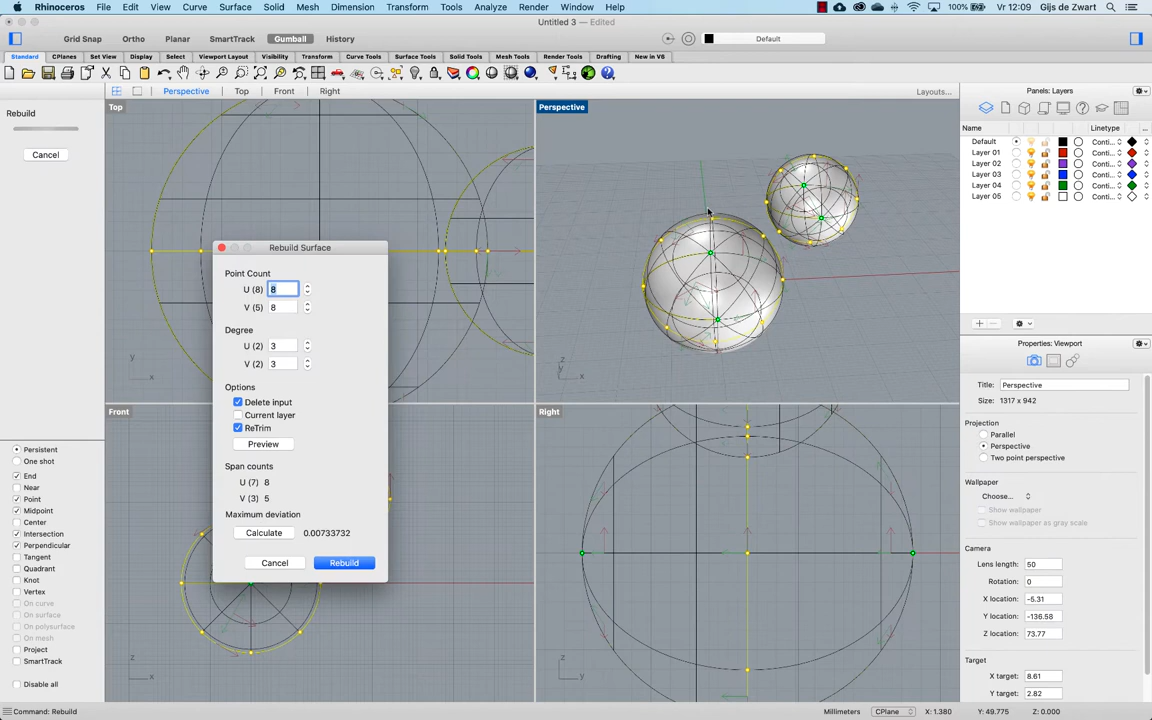 Rhinoceros File Edit View Curve Surface Solid Mesh Dimension Transform Tools Analyze Render Window Help 100% Vr 12:09 Gijs de Zwart
Untitled 3 — Edited
Grid Snap Ortho Planar SmartTrack Gumball History Default
Standard CPlanes Set View Display Select Viewport Layout Visibility Transform Curve Tools Surface Tools Solid Tools Mesh Tools Render Tools Drafting New in V6
Perspective Top Front Right Layouts...
Panels: Layers
Rebuild
Cancel
Top
Perspective
Front
Right
Name Linetype
Default Conti...
Layer 01 Conti...
Layer 02 Conti...
Layer 03 Conti...
Layer 04 Conti...
Layer 05 Conti...
Rebuild Surface
Point Count
U (8) 8
V (5) 8
Degree
U (2) 3
V (2) 3
Options
Delete input
Current layer
ReTrim
Preview
Span counts
U (7) 8
V (3) 5
Maximum deviation
Calculate 0.00733732
Cancel Rebuild
Persistent
One shot
End
Near
Point
Midpoint
Center
Intersection
Perpendicular
Tangent
Quadrant
Knot
Vertex
On curve
On surface
On polysurface
On mesh
Project
SmartTrack
Disable all
Properties: Viewport
Title: Perspective
Size: 1317 x 942
Projection
Parallel
Perspective
Two point perspective
Wallpaper
Choose...
Show wallpaper
Show wallpaper as gray scale
Camera
Lens length: 50
Rotation: 0
X location: -5.31
Y location: -136.58
Z location: 73.77
Target
X target: 8.61
Y target: 2.82
y x
z x
z y
z x
Command: Rebuild Millimeters CPlane X: 1.380 Y: 49.775 Z: 0.000